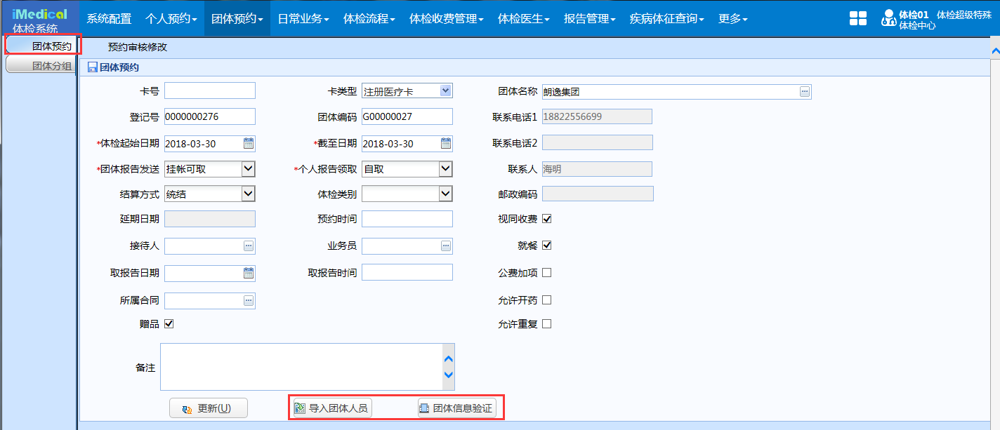 iMedical
体检系统
系统配置 个人预约 团体预约 日常业务 体检流程 体检收费管理 体检医生 报告管理 疾病体征查询 更多
体检01 体检超级特殊
体检中心
团体预约
团体分组
预约审核修改
团体预约
卡号 卡类型 注册医疗卡 团体名称 朗逸集团
登记号 0000000276 团体编码 G00000027 联系电话1 18822556699
*体检起始日期 2018-03-30 *截至日期 2018-03-30 联系电话2
*团体报告发送 挂帐可取 *个人报告领取 自取 联系人 海明
结算方式 统结 体检类别 邮政编码
延期日期 预约时间 视同收费
接待人 业务员 就餐
取报告日期 取报告时间 公费加项
所属合同 允许开药
赠品 允许重复
备注
更新(U) 导入团体人员 团体信息验证